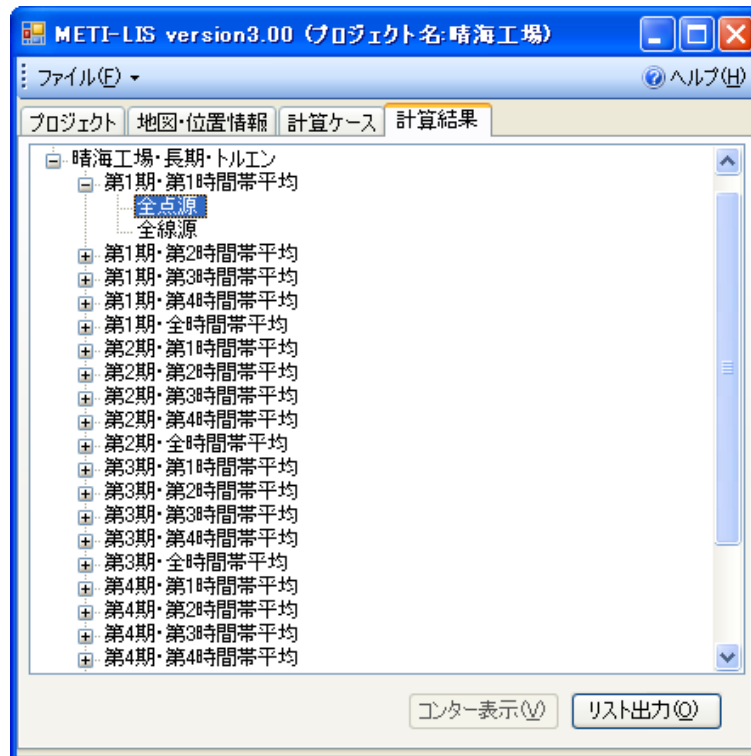 METI-LIS version3.00 (プロジェクト名:晴海工場)
ファイル(F) ヘルプ(H)
プロジェクト 地図・位置情報 計算ケース 計算結果
晴海工場・長期・トルエン
第1期・第1時間帯平均
全点源
全線源
第1期・第2時間帯平均
第1期・第3時間帯平均
第1期・第4時間帯平均
第1期・全時間帯平均
第2期・第1時間帯平均
第2期・第2時間帯平均
第2期・第3時間帯平均
第2期・第4時間帯平均
第2期・全時間帯平均
第3期・第1時間帯平均
第3期・第2時間帯平均
第3期・第3時間帯平均
第3期・第4時間帯平均
第3期・全時間帯平均
第4期・第1時間帯平均
第4期・第2時間帯平均
第4期・第3時間帯平均
第4期・第4時間帯平均
コンター表示(V) リスト出力(O)